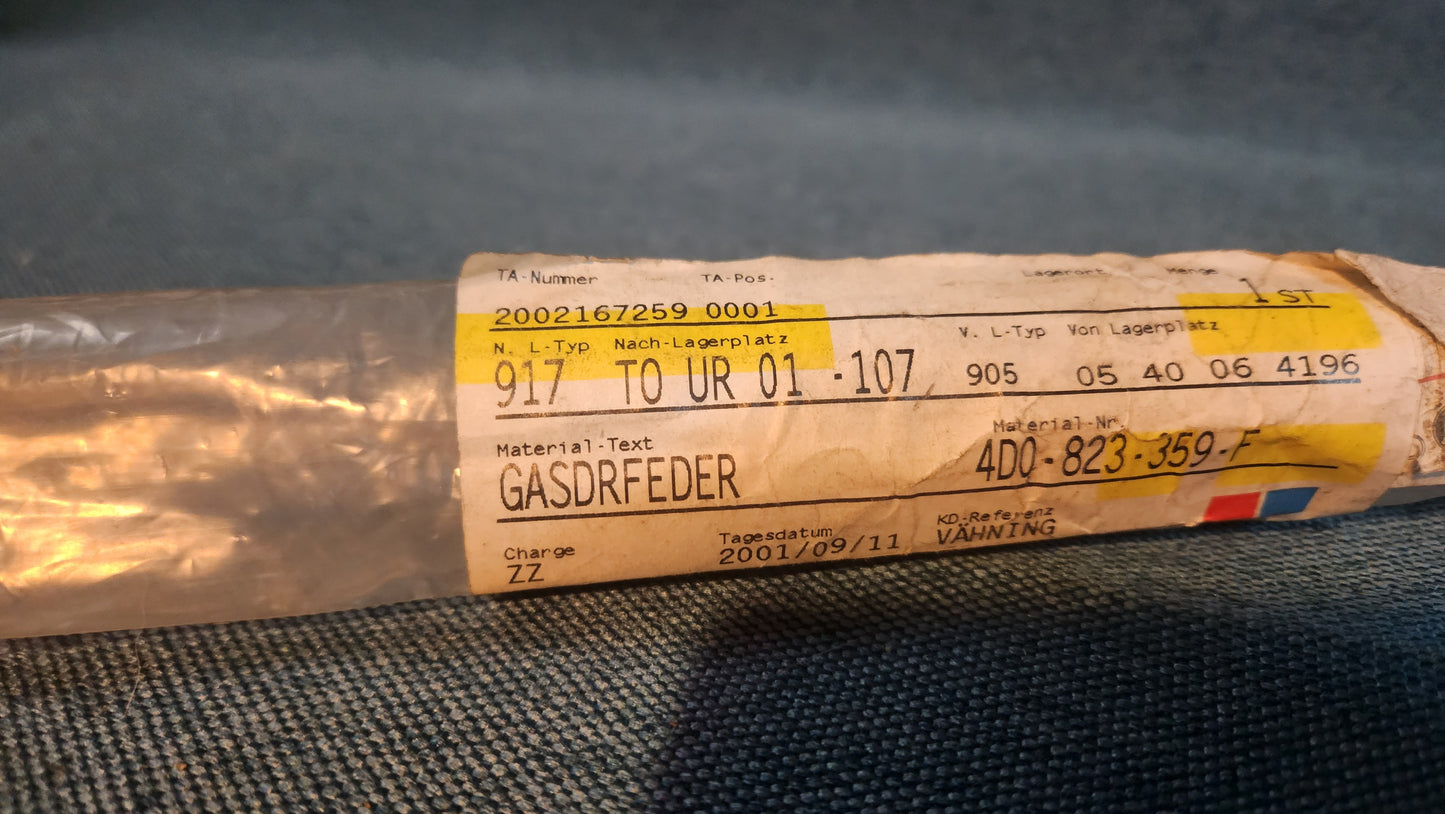 TA-Nummer TA-Pos. Lagerort Menge
2002167259 0001 1 ST
N. L-Typ Nach-Lagerplatz V. L-Typ Von Lagerplatz
917 TO UR 01 -107 905 05 40 06 4196
Material-Text Material-Nr.
GASDRFEDER 4D0-823-359-F
Charge Tagesdatum KD-Referenz
ZZ 2001/09/11 VÄHNING